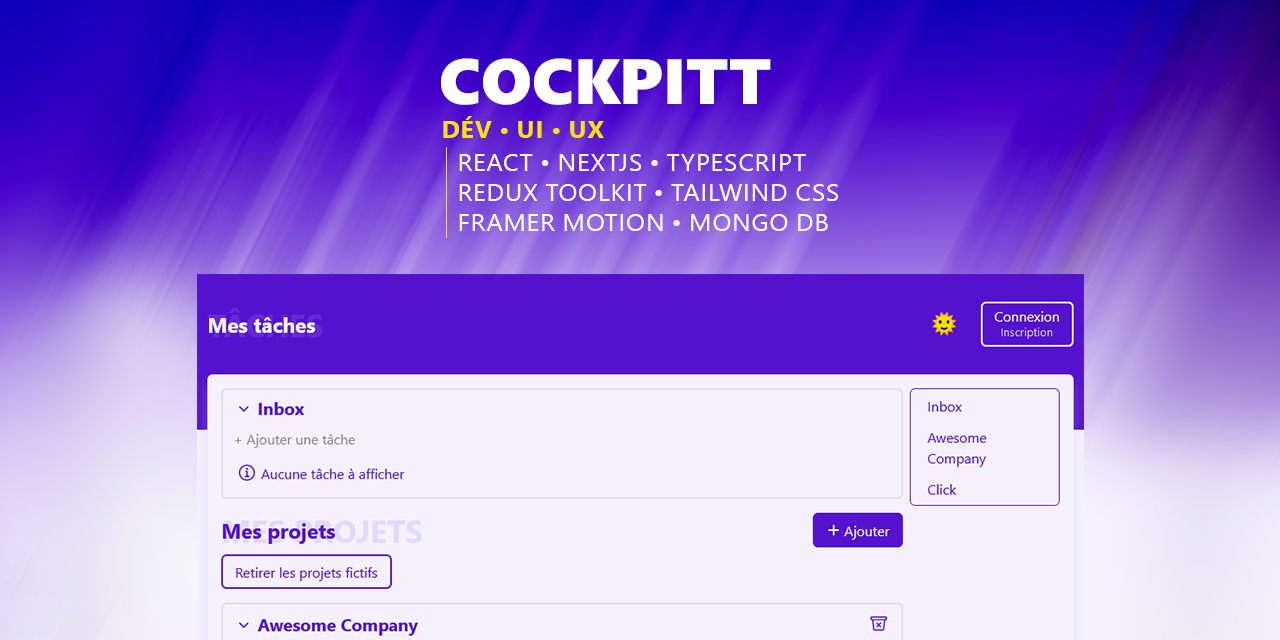 COCKPITT
DÉV • UI • UX
REACT • NEXTJS • TYPESCRIPT
REDUX TOOLKIT • TAILWIND CSS
FRAMER MOTION • MONGO DB
TÂCHES
Mes tâches
Connexion
Inscription
Inbox
+ Ajouter une tâche
Aucune tâche à afficher
Inbox
Awesome
Company
Click
MES PROJETS
Mes projets
+ Ajouter
Retirer les projets fictifs
Awesome Company